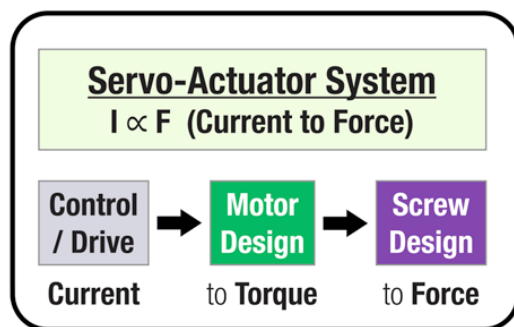 Servo-Actuator System
I ∝ F (Current to Force)
Control
/ Drive
Motor
Design
Screw
Design
Current
to Torque
to Force